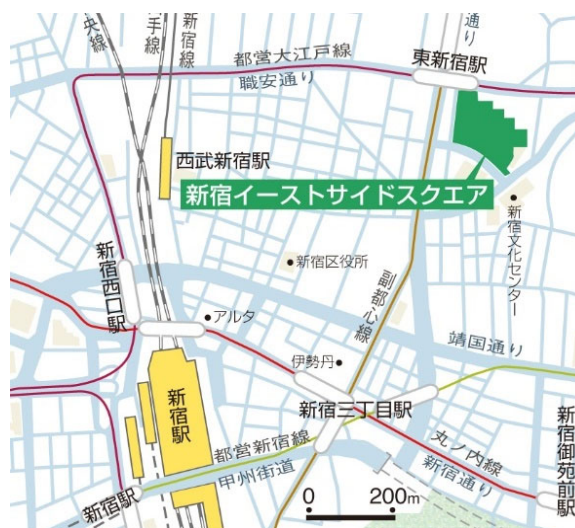 央線
手線
新宿線
都営大江戸線
職安通り
通り
東新宿駅
西武新宿駅
新宿イーストサイドスクエア
新宿文化センター
新宿区役所
副都心線
新宿西口駅
アルタ
靖国通り
伊勢丹
新宿駅
新宿三丁目駅
都営新宿線
甲州街道
丸ノ内線
新宿通り
新宿御苑前駅
新宿駅
0 200m